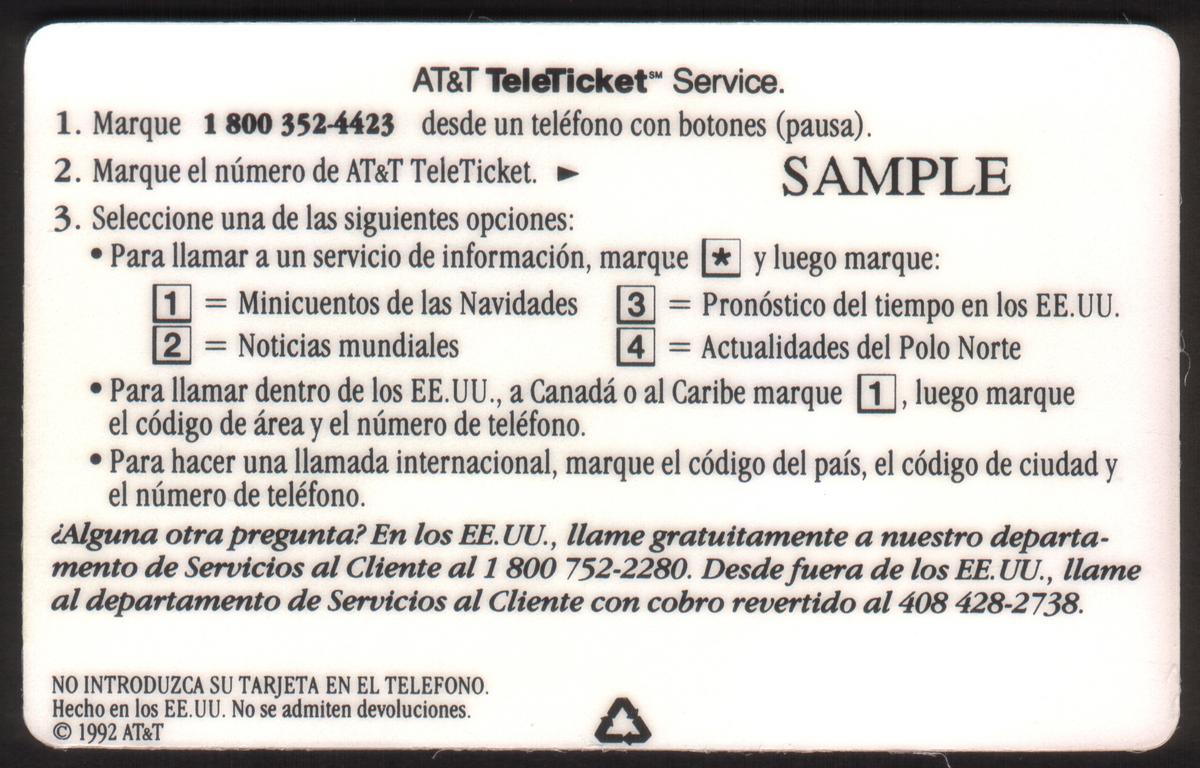 AT&T TeleTicket℠ Service.
1. Marque 1 800 352-4423 desde un teléfono con botones (pausa).
2. Marque el número de AT&T TeleTicket. ►
SAMPLE
3. Seleccione una de las siguientes opciones:
• Para llamar a un servicio de información, marque * y luego marque:
1 = Minicuentos de las Navidades 3 = Pronóstico del tiempo en los EE.UU.
2 = Noticias mundiales 4 = Actualidades del Polo Norte
• Para llamar dentro de los EE.UU., a Canadá o al Caribe marque 1, luego marque
el código de área y el número de teléfono.
• Para hacer una llamada internacional, marque el código del país, el código de ciudad y
el número de teléfono.
¿Alguna otra pregunta? En los EE.UU., llame gratuitamente a nuestro departa-
mento de Servicios al Cliente al 1 800 752-2280. Desde fuera de los EE.UU., llame
al departamento de Servicios al Cliente con cobro revertido al 408 428-2738.
NO INTRODUZCA SU TARJETA EN EL TELEFONO.
Hecho en los EE.UU. No se admiten devoluciones.
© 1992 AT&T